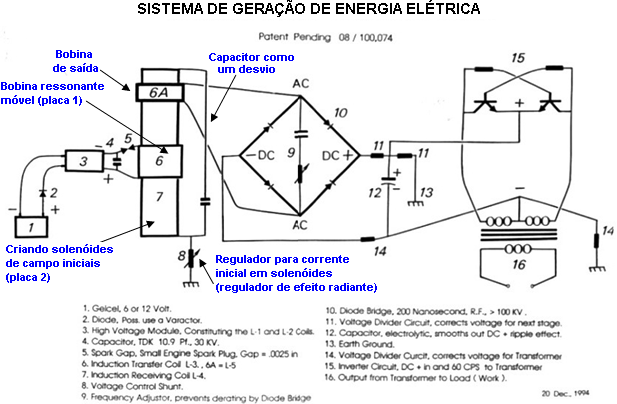 SISTEMA DE GERAÇÃO DE ENERGIA ELÉTRICA
Patent Pending 08 / 100,074
Bobina
de saída
Capacitor como
um desvio
Bobina ressonante
móvel (placa 1)
Criando solenóides
de campo iniciais
(placa 2)
Regulador para corrente
inicial em solenóides
(regulador de efeito radiante)
1
-
+
2
3
4
-
+
5
6A
6
7
8
AC
AC
- DC
DC +
9
10
11
11
12
+
-
13
14
14
15
+
-
16
1. Gelcel, 6 or 12 Volt.
2. Diode, Poss. use a Varactor.
3. High Voltage Module, Constituting the L-1 and L-2 Coils.
4. Capacitor, TDK 10.9 Pf., 30 KV.
5. Spark Gap, Small Engine Spark Plug, Gap = .0025 in
6. Induction Transfer Coil L-3. , 6A = L-5
7. Induction Receiving Coil L-4.
8. Voltage Control Shunt.
9. Frequency Adjustor, prevents derating by Diode Bridge
10. Diode Bridge, 200 Nanosecond, R.F., > 100 KV .
11. Voltage Divider Circuit, corrects voltage for next stage.
12. Capacitor, electrolytic, smooths out DC + ripple effect.
13. Earth Ground.
14. Voltage Divider Curcit, corrects voltage for Transformer
15. Inverter Circuit, DC + in and 60 CPS to Transformer
16. Output from Transformer to Load ( Work ).
20 Dec., 1994